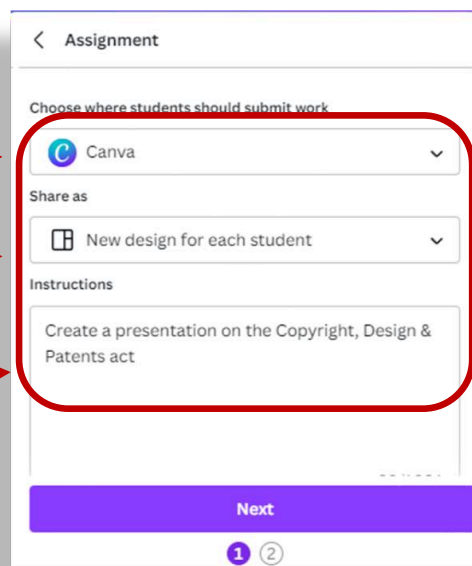 Assignment
Choose where students should submit work
Canva
Share as
New design for each student
Instructions
Create a presentation on the Copyright, Design &
Patents act
Next
1 2